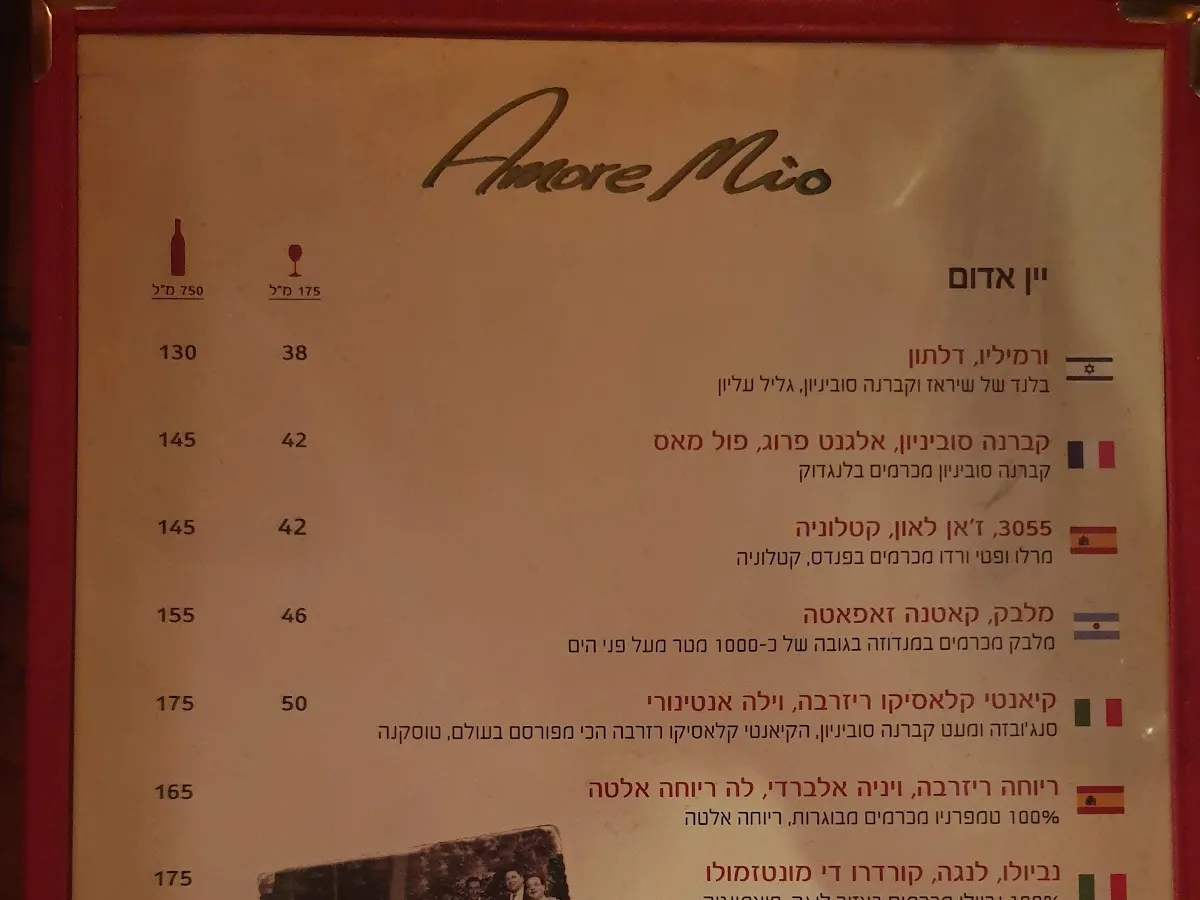 Amore Mio
יין אדום
175 מ"ל 750 מ"ל
ורמיליו, דלתון 38 130
בלנד של שיראז וקברנה סוביניון, גליל עליון
קברנה סוביניון, אלגנט פרוג, פול מאס 42 145
קברנה סוביניון מכרמים בלנגדוק
3055, ז'אן לאון, קטלוניה 42 145
מרלו ופטי ורדו מכרמים בפנדס, קטלוניה
מלבק, קאטנה זאפאטה 46 155
מלבק מכרמים במנדוזה בגובה של כ-1000 מטר מעל פני הים
קיאנטי קלאסיקו ריזרבה, וילה אנטינורי 50 175
סנג'ובזה ומעט קברנה סוביניון, הקיאנטי קלאסיקו רזרבה הכי מפורסם בעולם, טוסקנה
ריוחה ריזרבה, ויניה אלברדי, לה ריוחה אלטה 165
100% טמפרניו מכרמים מבוגרות, ריוחה אלטה
נביולו, לנגה, קורדרו די מונטזמולו 175